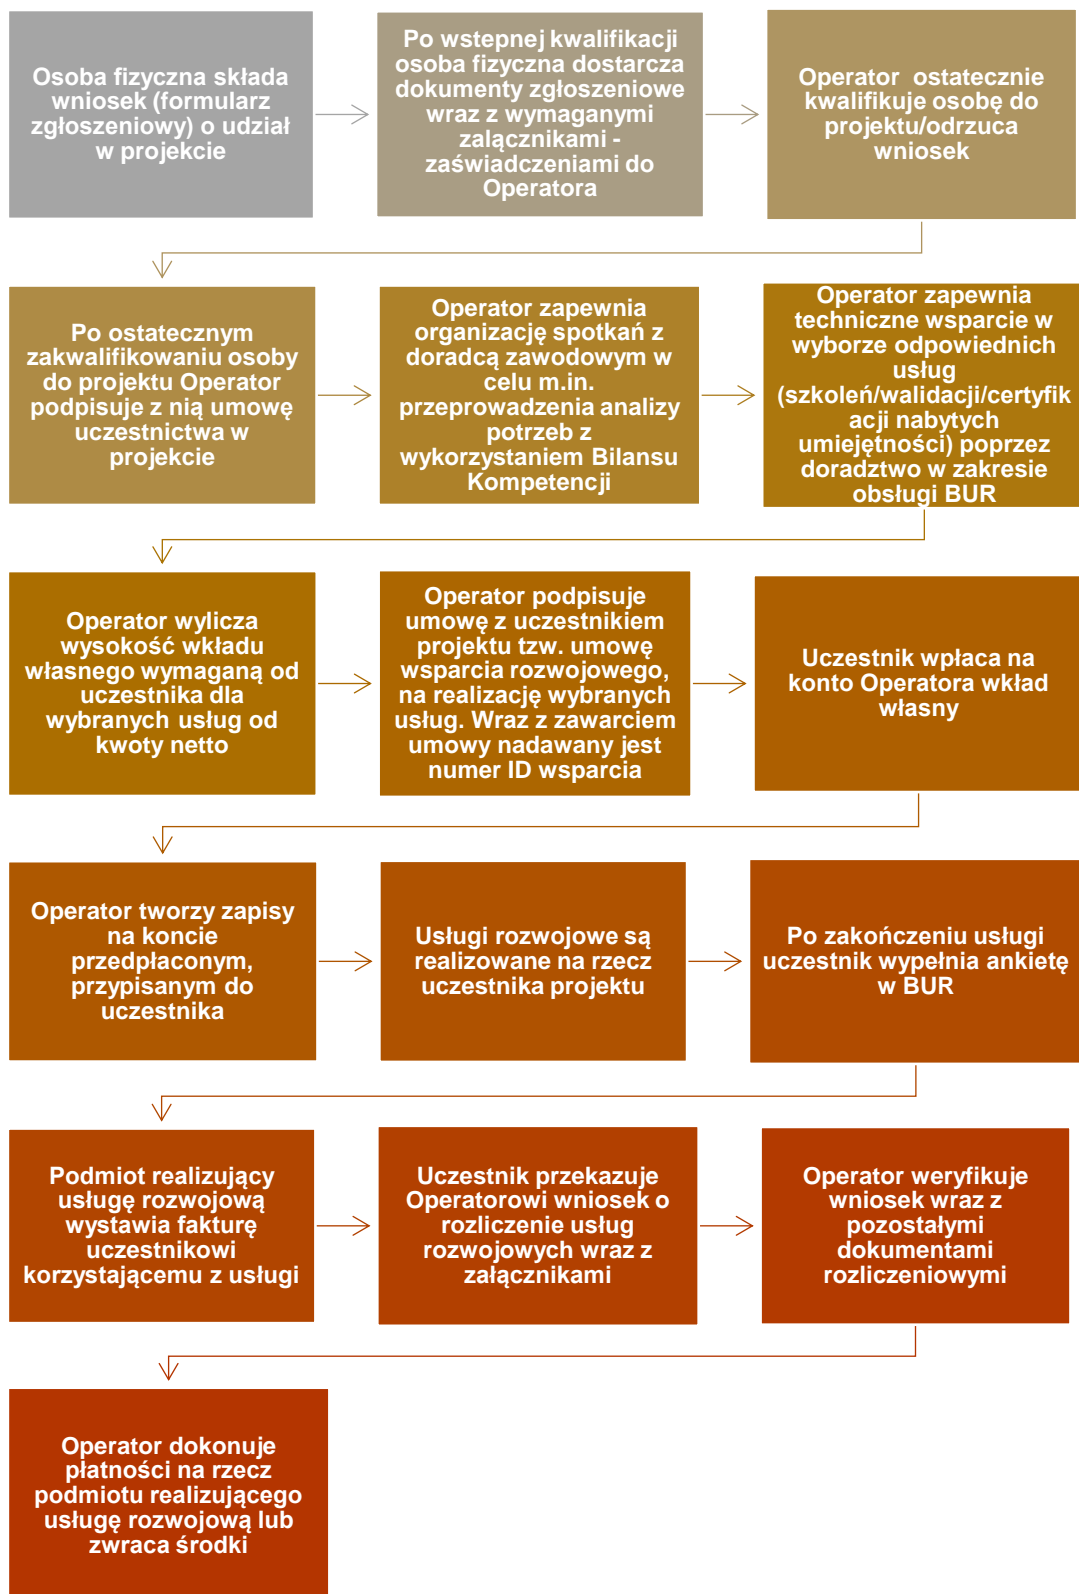 Osoba fizyczna składa
wniosek (formularz
zgłoszeniowy) o udział
w projekcie
Po wstepnej kwalifikacji
osoba fizyczna dostarcza
dokumenty zgłoszeniowe
wraz z wymaganymi
zalącznikami -
zaświadczeniami do
Operatora
Operator ostatecznie
kwalifikuje osobę do
projektu/odrzuca
wniosek
Po ostatecznym
zakwalifikowaniu osoby
do projektu Operator
podpisuje z nią umowę
uczestnictwa w
projekcie
Operator zapewnia
organizację spotkań z
doradcą zawodowym w
celu m.in.
przeprowadzenia analizy
potrzeb z
wykorzystaniem Bilansu
Kompetencji
Operator zapewnia
techniczne wsparcie w
wyborze odpowiednich
usług
(szkoleń/walidacji/certyfik
acji nabytych
umiejętności) poprzez
doradztwo w zakresie
obsługi BUR
Operator wylicza
wysokość wkładu
własnego wymaganą od
uczestnika dla
wybranych usług od
kwoty netto
Operator podpisuje
umowę z uczestnikiem
projektu tzw. umowę
wsparcia rozwojowego,
na realizację wybranych
usług. Wraz z zawarciem
umowy nadawany jest
numer ID wsparcia
Uczestnik wpłaca na
konto Operatora wkład
własny
Operator tworzy zapisy
na koncie
przedpłaconym,
przypisanym do
uczestnika
Usługi rozwojowe są
realizowane na rzecz
uczestnika projektu
Po zakończeniu usługi
uczestnik wypełnia ankietę
w BUR
Podmiot realizujący
usługę rozwojową
wystawia fakturę
uczestnikowi
korzystającemu z usługi
Uczestnik przekazuje
Operatorowi wniosek o
rozliczenie usług
rozwojowych wraz z
załącznikami
Operator weryfikuje
wniosek wraz z
pozostałymi
dokumentami
rozliczeniowymi
Operator dokonuje
płatności na rzecz
podmiotu realizującego
usługę rozwojową lub
zwraca środki